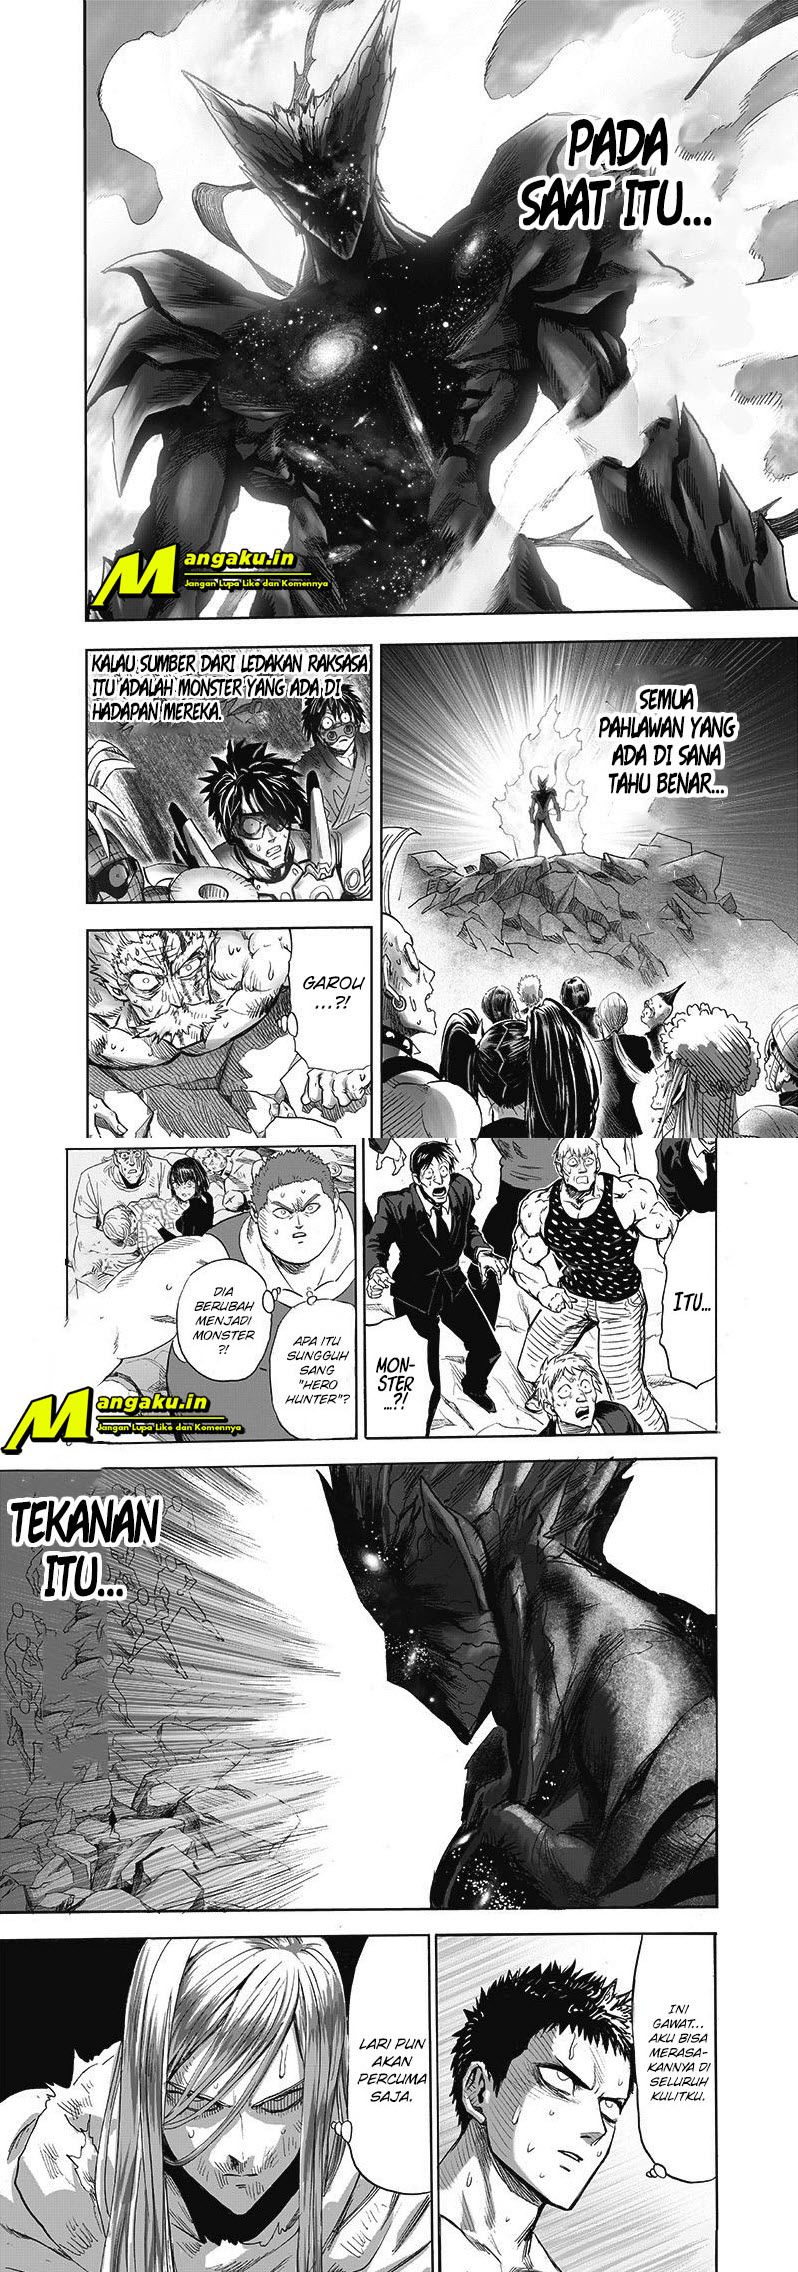 PADA
SAAT ITU...
Mangaku.in
Jangan Lupa Like dan Komennya
SEMUA
PAHLAWAN YANG
ADA DI SANA
TAHU BENAR...
KALAU SUMBER DARI LEDAKAN RAKSASA
ITU ADALAH MONSTER YANG ADA DI
HADAPAN MEREKA.
GAROU
...?!
ITU...
MON-
STER
...?!
DIA
BERUBAH
MENJADI
MONSTER
?!
APA ITU
SUNGGUH
SANG
"HERO
HUNTER"?
Mangaku.in
Jangan Lupa Like dan Komennya
TEKANAN
ITU...
INI
GAWAT...
AKU BISA
MERASA-
KANNYA DI
SELURUH
KULITKU.
LARI PUN
AKAN
PERCUMA
SAJA.